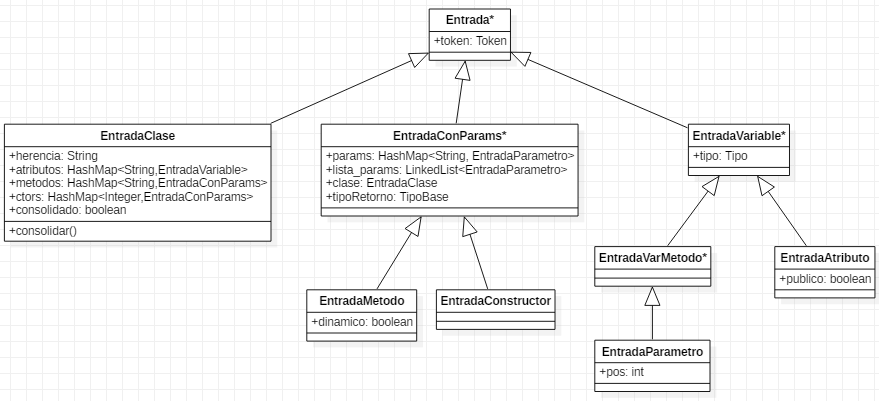 Entrada*
+token: Token
EntradaClase
+herencia: String
+atributos: HashMap<String,EntradaVariable>
+metodos: HashMap<String,EntradaConParams>
+ctors: HashMap<Integer,EntradaConParams>
+consolidado: boolean
+consolidar()
EntradaConParams*
+params: HashMap<String, EntradaParametro>
+lista_params: LinkedList<EntradaParametro>
+clase: EntradaClase
+tipoRetorno: TipoBase
EntradaVariable*
+tipo: Tipo
EntradaMetodo
+dinamico: boolean
EntradaConstructor
EntradaVarMetodo*
EntradaAtributo
+publico: boolean
EntradaParametro
+pos: int